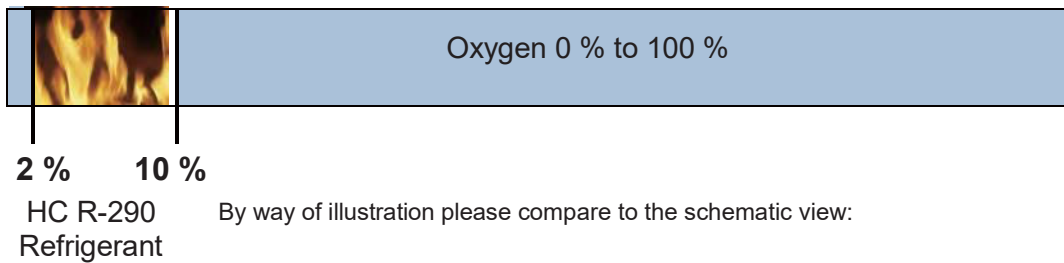 Oxygen 0 % to 100 %
2 % 10 %
HC R-290
Refrigerant
By way of illustration please compare to the schematic view: